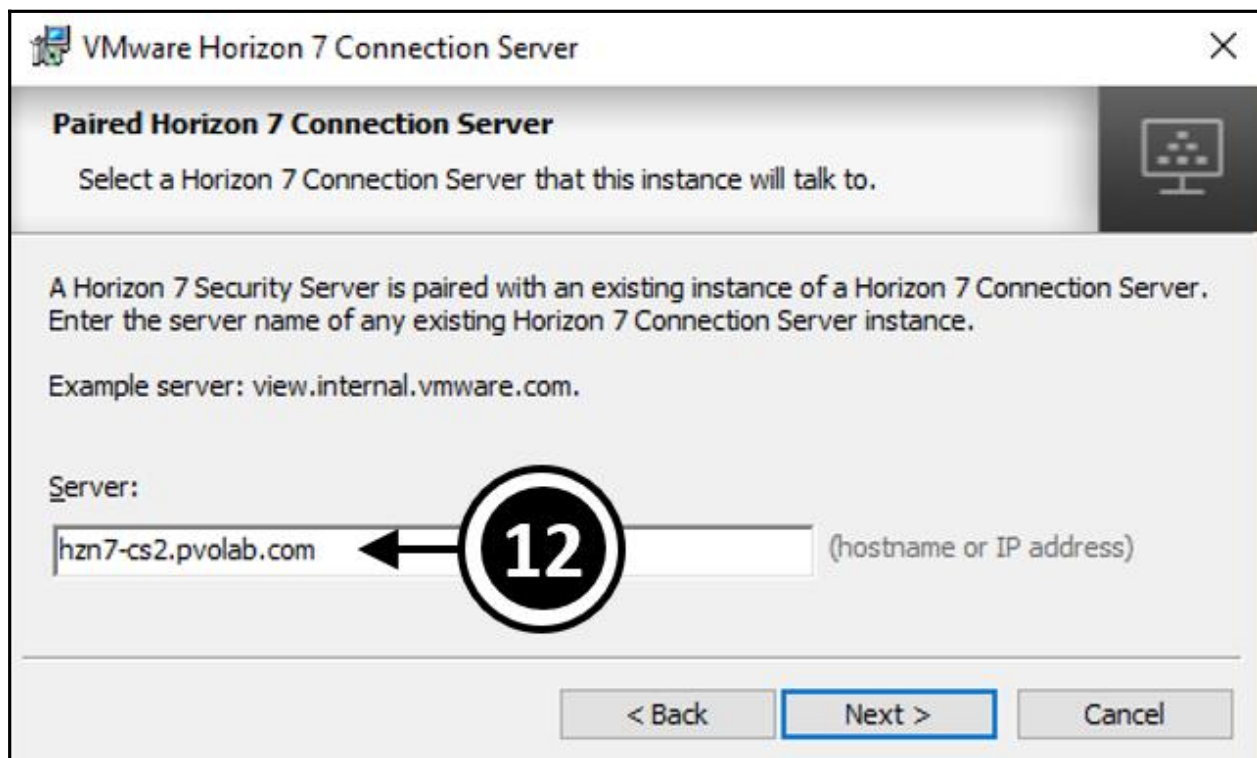 VMware Horizon 7 Connection Server
Paired Horizon 7 Connection Server
Select a Horizon 7 Connection Server that this instance will talk to.
A Horizon 7 Security Server is paired with an existing instance of a Horizon 7 Connection Server.
Enter the server name of any existing Horizon 7 Connection Server instance.
Example server: view.internal.vmware.com.
Server:
hzn7-cs2.pvolab.com 12 (hostname or IP address)
< Back Next > Cancel